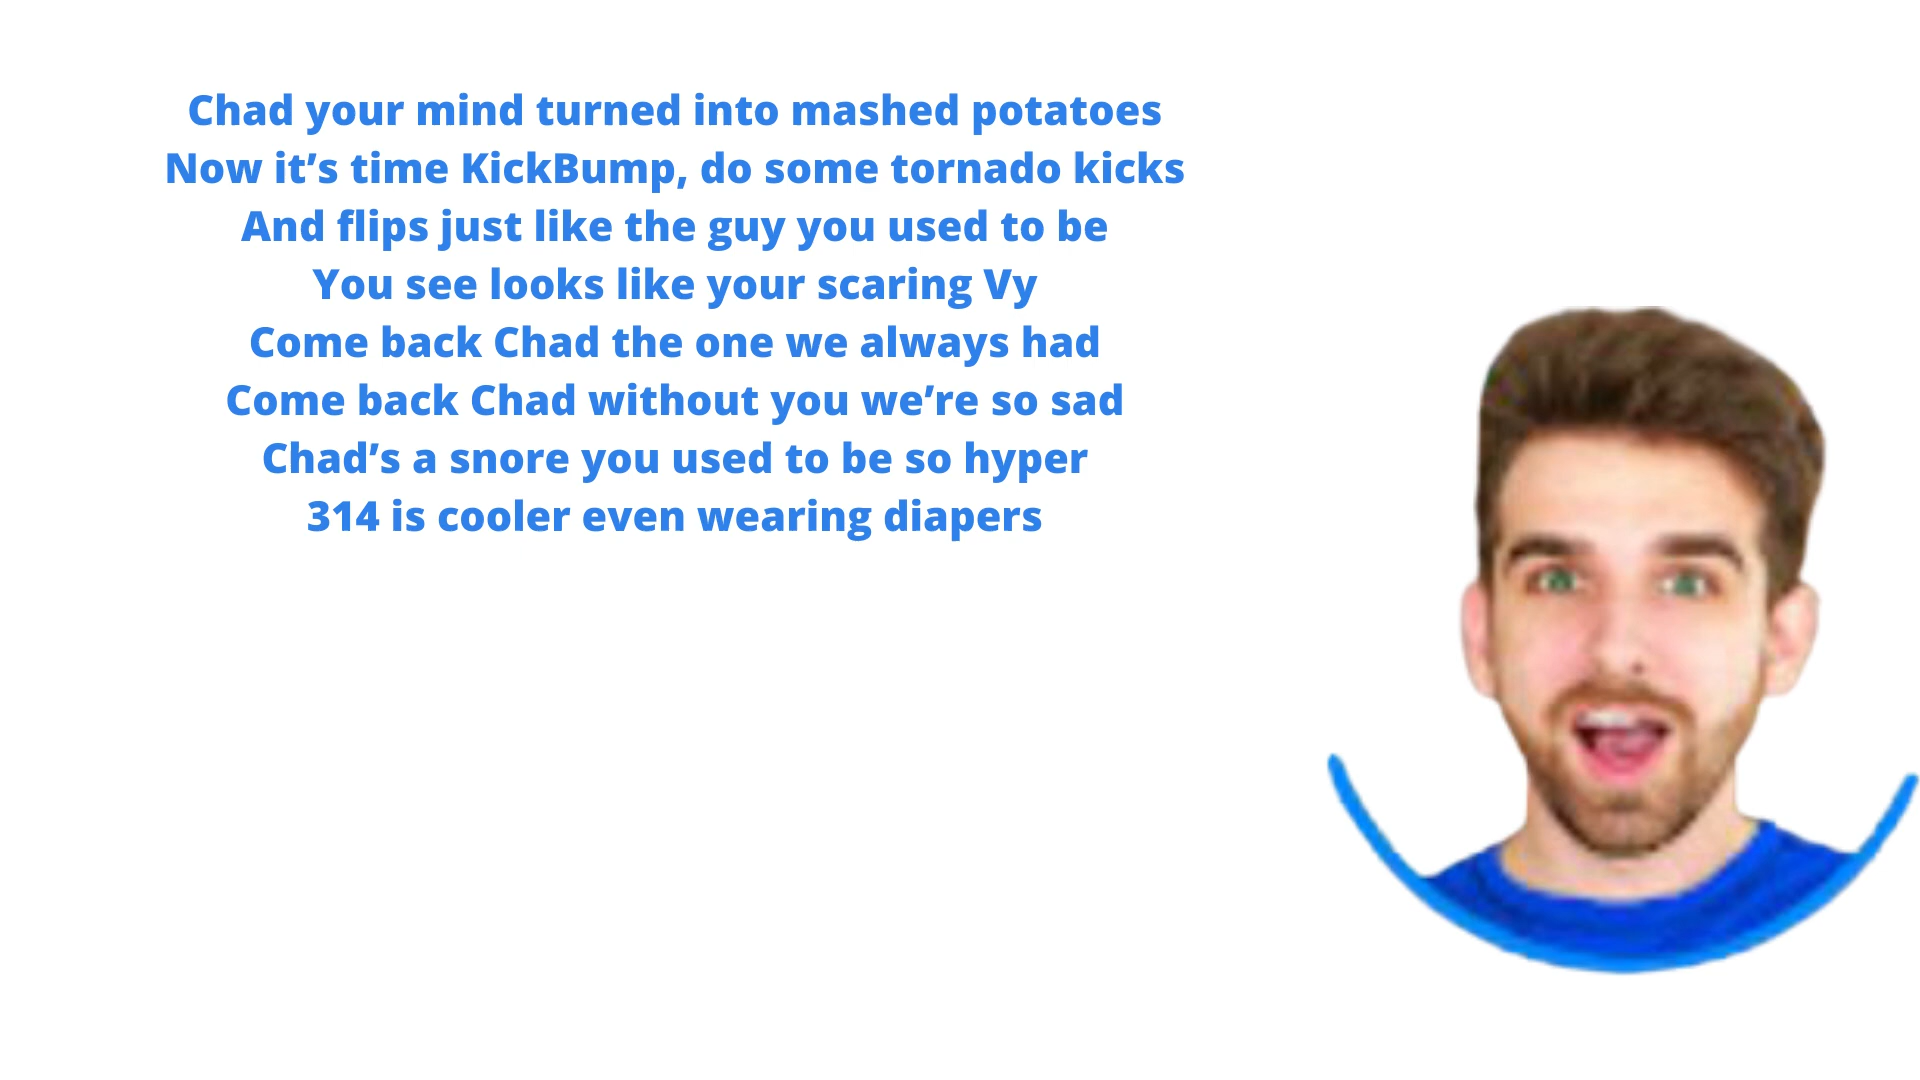 Chad your mind turned into mashed potatoes
Now it’s time KickBump, do some tornado kicks
And flips just like the guy you used to be
You see looks like your scaring Vy
Come back Chad the one we always had
Come back Chad without you we’re so sad
Chad’s a snore you used to be so hyper
314 is cooler even wearing diapers